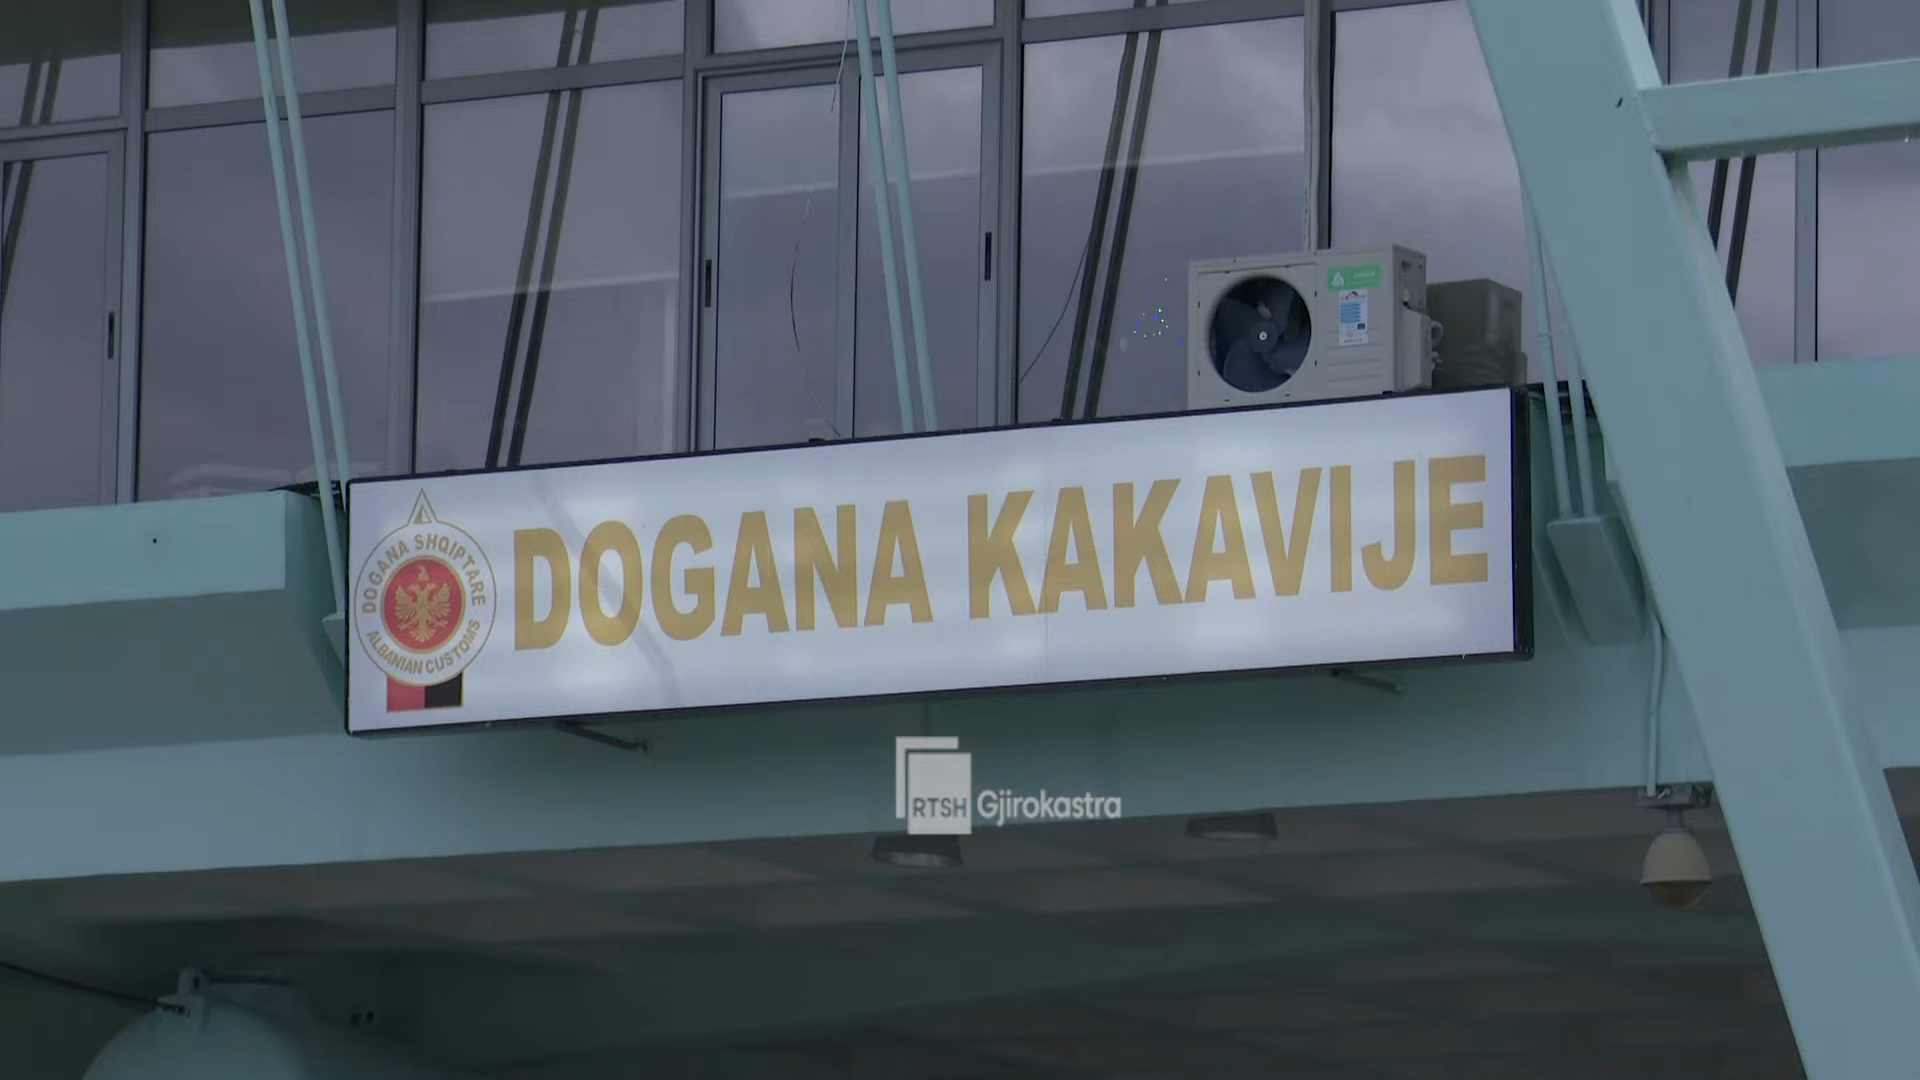 DOGANA KAKAVIJE
DOGANA SHQIPTARE
ALBANIAN CUSTOMS
RTSH Gjirokastra